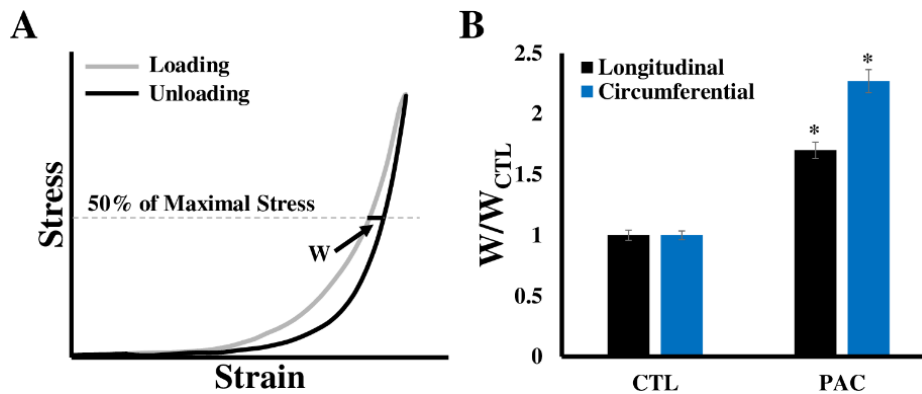 A
Stress
Loading
Unloading
50% of Maximal Stress
W
Strain
B
W/W_CTL
2.5
2
1.5
1
0.5
0
Longitudinal
Circumferential
*
*
CTL
PAC